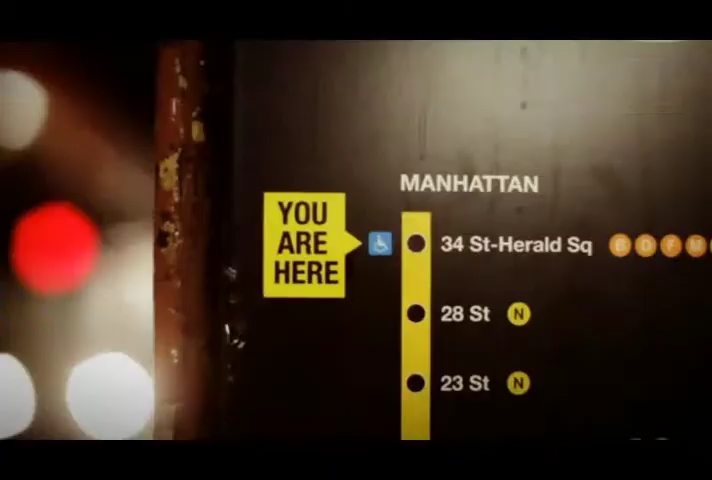 MANHATTAN
YOU
ARE
HERE
34 St-Herald Sq B D F M
28 St N
23 St N